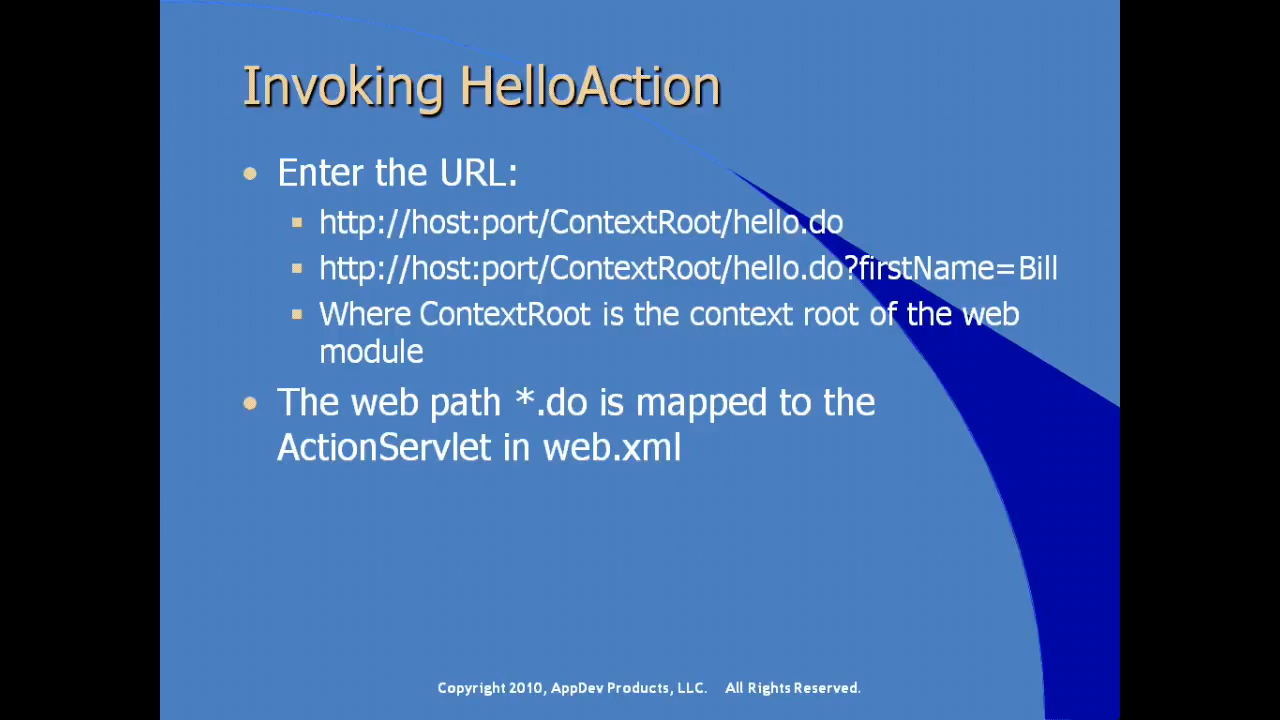 Invoking HelloAction
• Enter the URL:
▪ http://host:port/ContextRoot/hello.do
▪ http://host:port/ContextRoot/hello.do?firstName=Bill
▪ Where ContextRoot is the context root of the web
module
• The web path *.do is mapped to the
ActionServlet in web.xml
Copyright 2010, AppDev Products, LLC. All Rights Reserved.